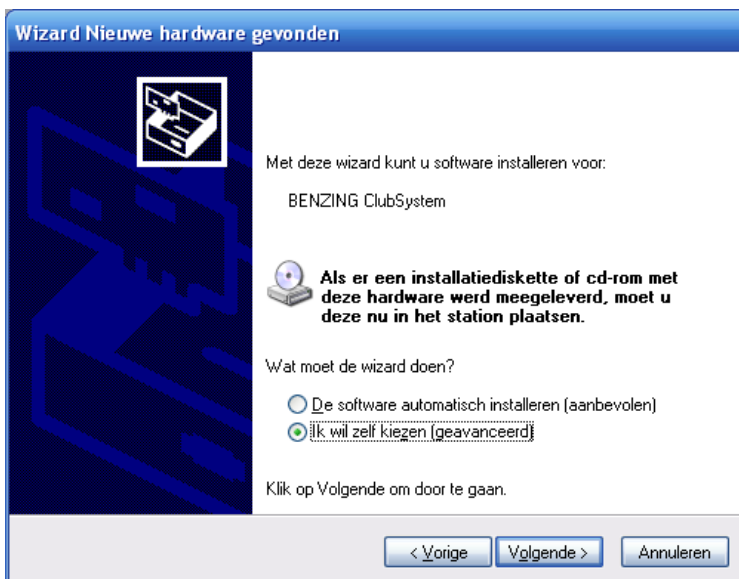 Wizard Nieuwe hardware gevonden
Met deze wizard kunt u software installeren voor:
BENZING ClubSystem
Als er een installatiediskette of cd-rom met
deze hardware werd meegeleverd, moet u
deze nu in het station plaatsen.
Wat moet de wizard doen?
De software automatisch installeren (aanbevolen)
Ik wil zelf kiezen (geavanceerd)
Klik op Volgende om door te gaan.
< Vorige
Volgende >
Annuleren